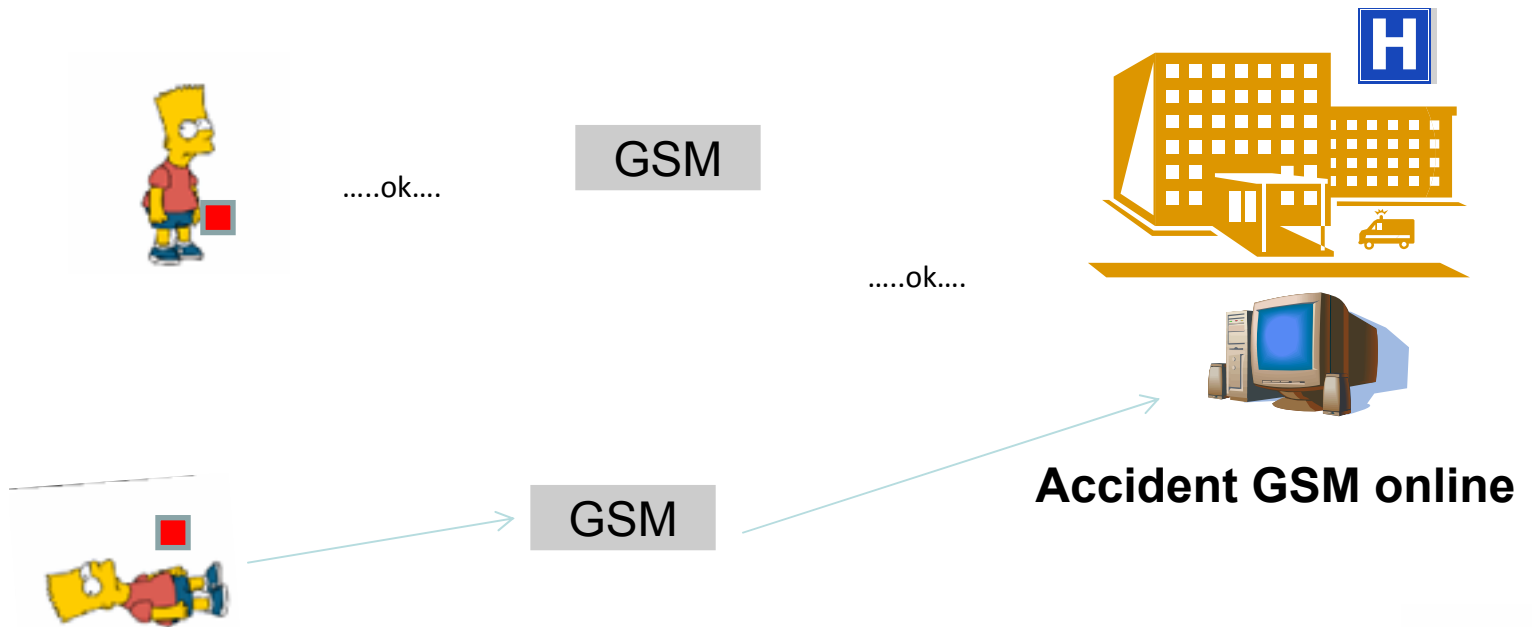 H
GSM
.....ok....
.....ok....
Accident GSM online
GSM